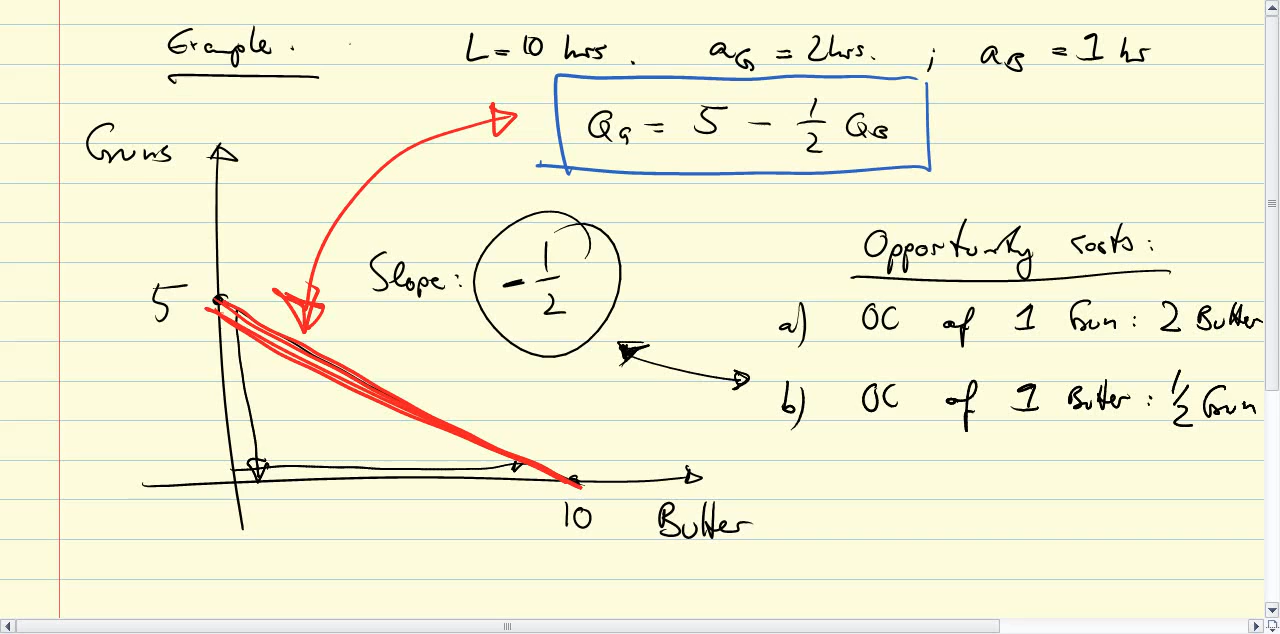 Example. L = 10 hrs. aG = 2hrs. ; aB = 1 hr
QG = 5 - 1/2 QB
Guns
Opportunity costs:
Slope: - 1/2
5
a) OC of 1 Gun: 2 Butter
b) OC of 1 Butter: 1/2 Gun
10 Butter